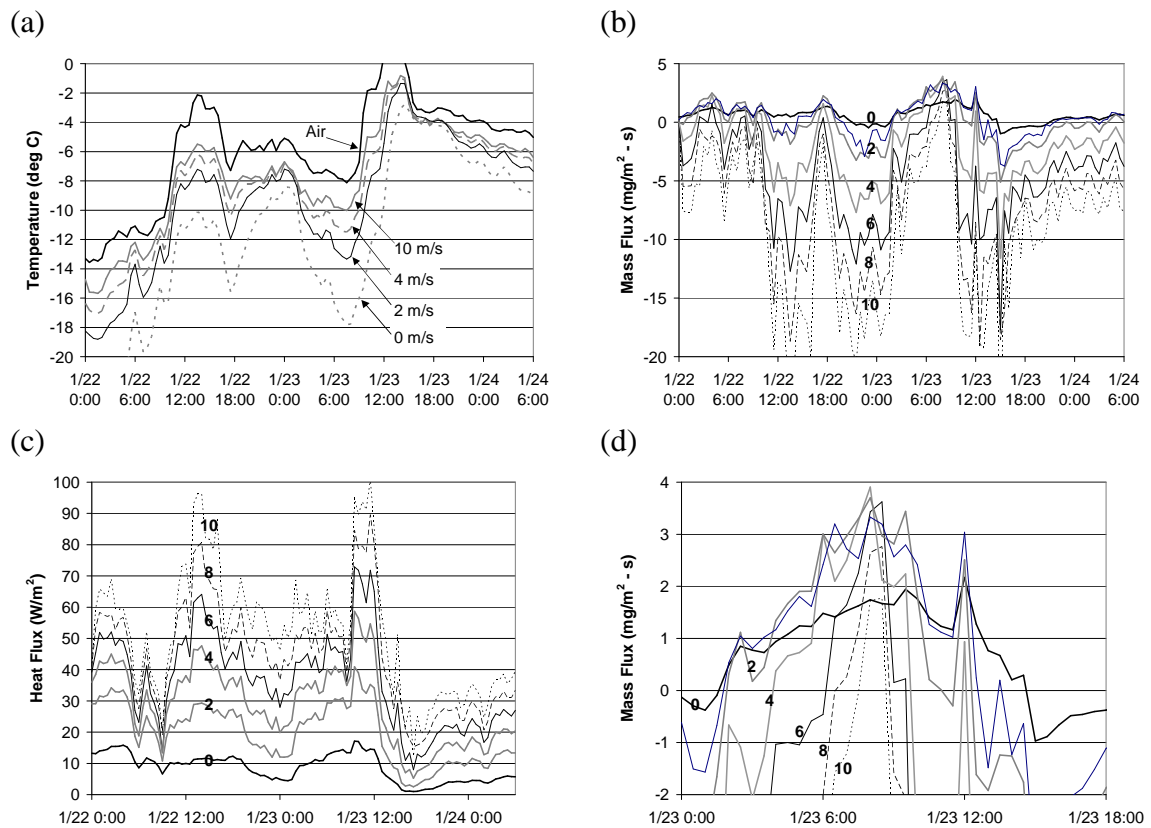 (a)
0
-2
-4
-6
-8
-10
-12
-14
-16
-18
-20
Temperature (deg C)
Air
10 m/s
4 m/s
2 m/s
0 m/s
1/22 1/22 1/22 1/22 1/23 1/23 1/23 1/23 1/24 1/24
0:00 6:00 12:00 18:00 0:00 6:00 12:00 18:00 0:00 6:00
(b)
5
0
-5
-10
-15
-20
Mass Flux (mg/m² - s)
0
2
4
6
8
10
1/22 1/22 1/22 1/22 1/23 1/23 1/23 1/23 1/24 1/24
0:00 6:00 12:00 18:00 0:00 6:00 12:00 18:00 0:00 6:00
(c)
100
90
80
70
60
50
40
30
20
10
0
Heat Flux (W/m²)
10
8
6
4
2
0
1/22 0:00 1/22 12:00 1/23 0:00 1/23 12:00 1/24 0:00
(d)
4
3
2
1
0
-1
-2
Mass Flux (mg/m² - s)
0
2
4
6
8
10
1/23 0:00 1/23 6:00 1/23 12:00 1/23 18:00